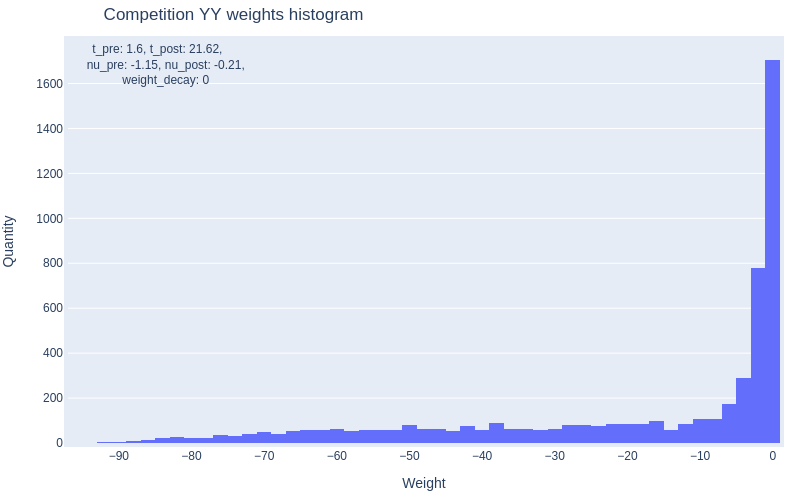 Competition YY weights histogram
t_pre: 1.6, t_post: 21.62,
nu_pre: -1.15, nu_post: -0.21,
weight_decay: 0
1600
1400
1200
1000
800
600
400
200
0
Quantity
−90 −80 −70 −60 −50 −40 −30 −20 −10 0
Weight